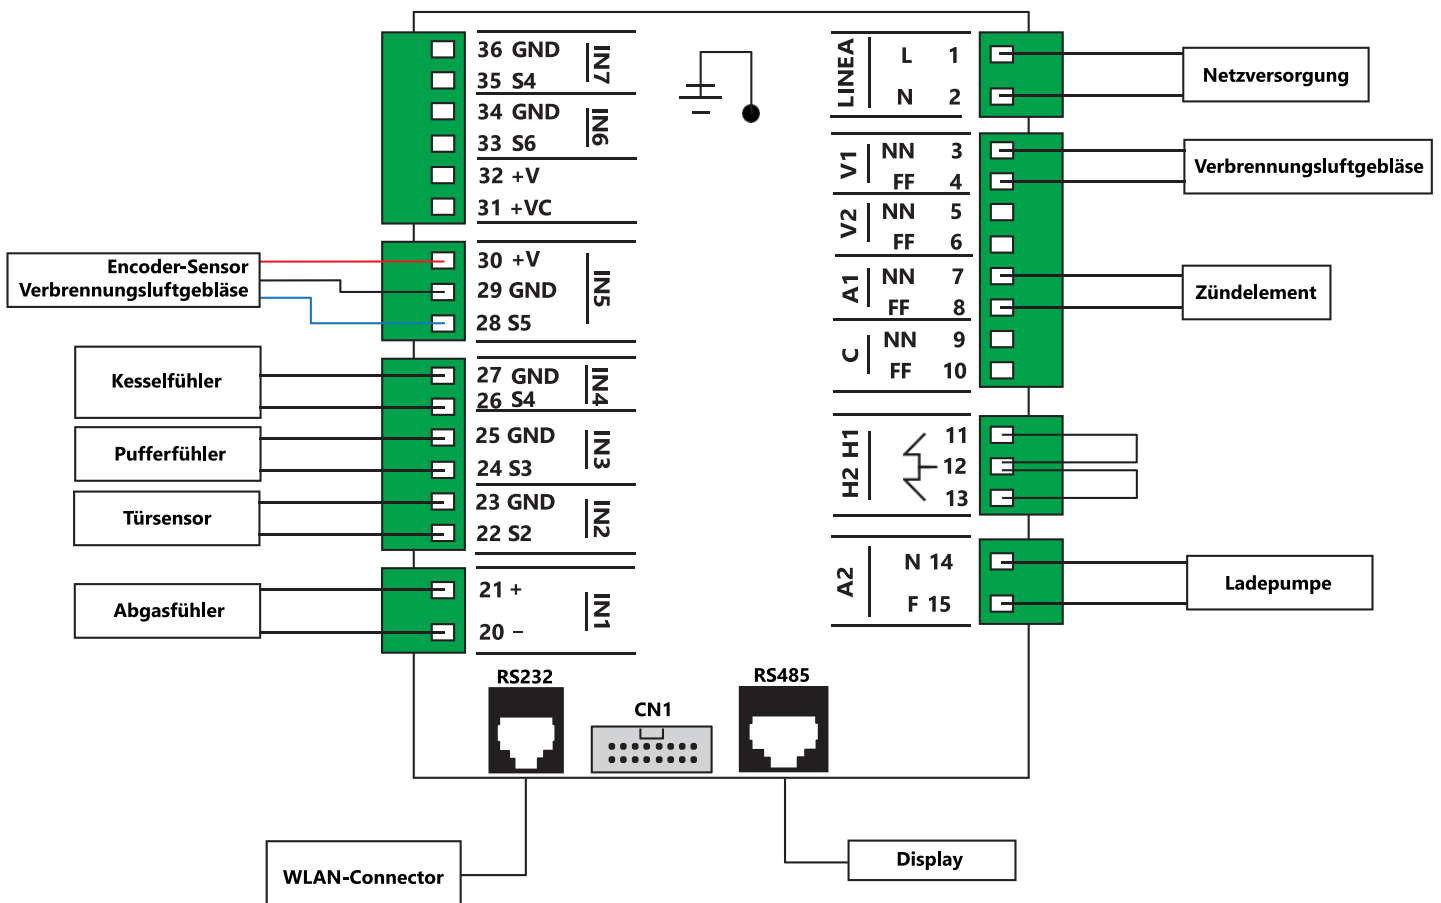 36 GND
35 S4
IN7
34 GND
33 S6
IN6
32 +V
31 +VC
30 +V
29 GND
28 S5
IN5
27 GND
26 S4
IN4
25 GND
24 S3
IN3
23 GND
22 S2
IN2
21 +
20 −
IN1
Encoder-Sensor
Verbrennungsluftgebläse
Kesselfühler
Pufferfühler
Türsensor
Abgasfühler
LINEA
L 1
N 2
V1
NN 3
FF 4
V2
NN 5
FF 6
A1
NN 7
FF 8
C
NN 9
FF 10
H2 H1
11
12
13
A2
N 14
F 15
Netzversorgung
Verbrennungsluftgebläse
Zündelement
Ladepumpe
RS232
CN1
RS485
WLAN-Connector
Display